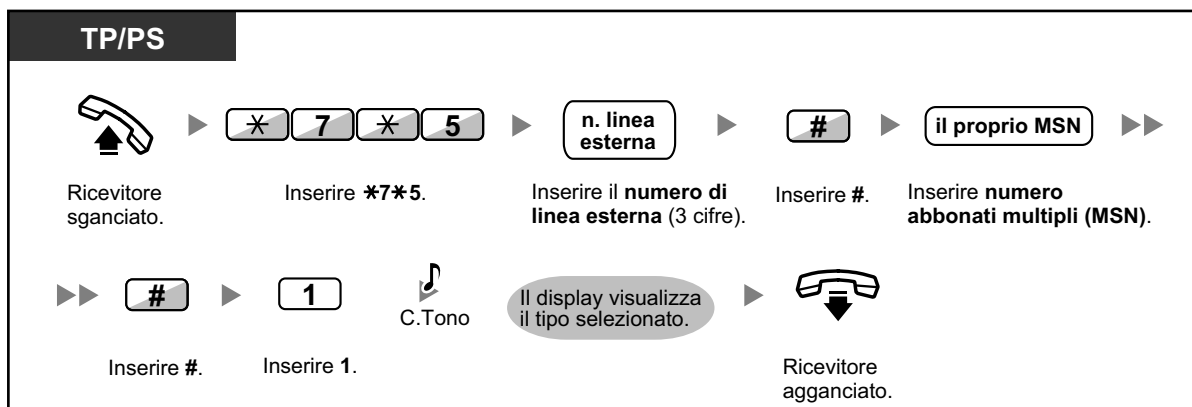 TP/PS
✳ 7 ✳ 5
n. linea
esterna
#
il proprio MSN
Ricevitore
sganciato.
Inserire ✳7✳5.
Inserire il numero di
linea esterna (3 cifre).
Inserire #.
Inserire numero
abbonati multipli (MSN).
#
1
C.Tono
Il display visualizza
il tipo selezionato.
Inserire #.
Inserire 1.
Ricevitore
agganciato.